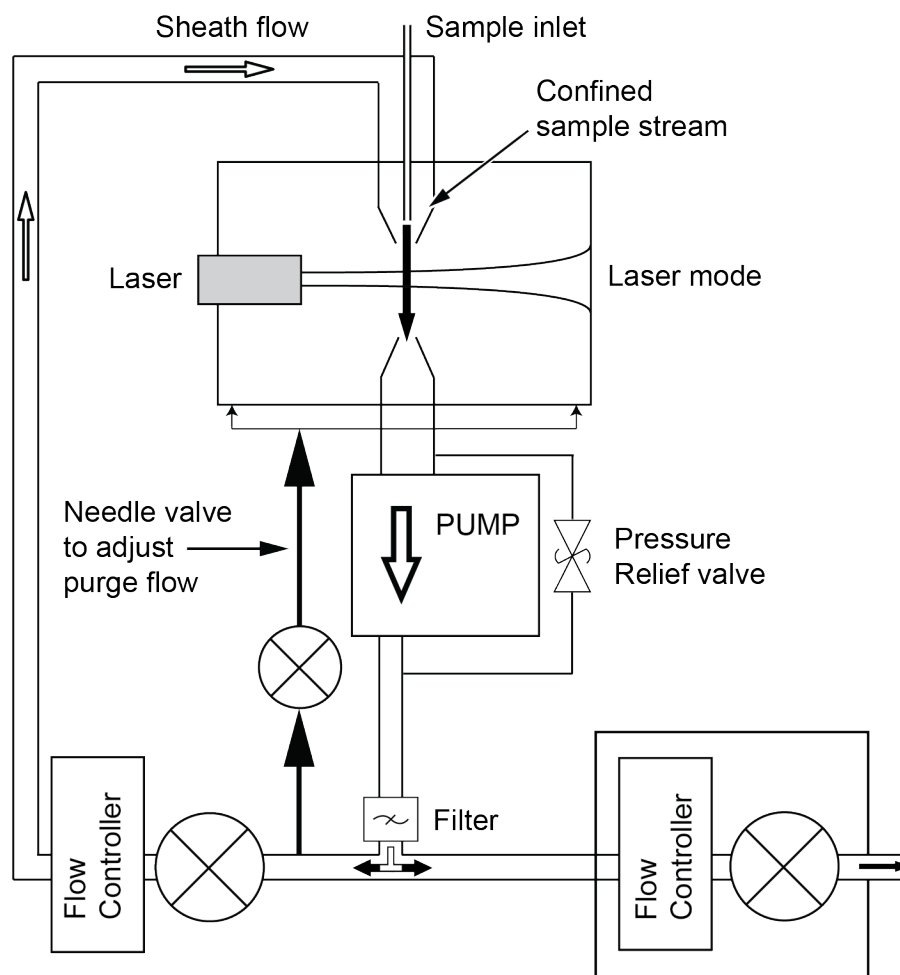 Sheath flow
Sample inlet
Confined
sample stream
Laser
Laser mode
Needle valve
to adjust
purge flow
PUMP
Pressure
Relief valve
Filter
Flow
Controller
Flow
Controller